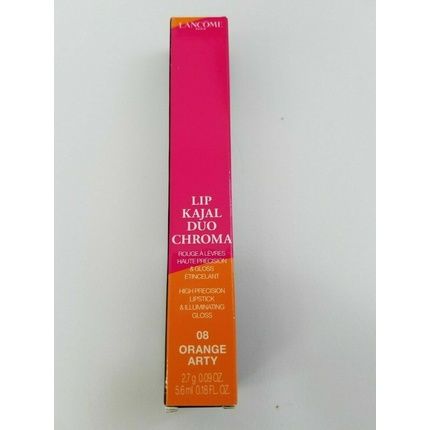 LANCÔME
PARIS
LIP
KAJAL
DUO
CHROMA
ROUGE À LÈVRES
HAUTE PRÉCISION
& GLOSS
ÉTINCELANT
HIGH PRECISION
LIPSTICK
& ILLUMINATING
GLOSS
08
ORANGE
ARTY
2.7 g 0.09 OZ.
5.6 ml 0.18 FL. OZ.